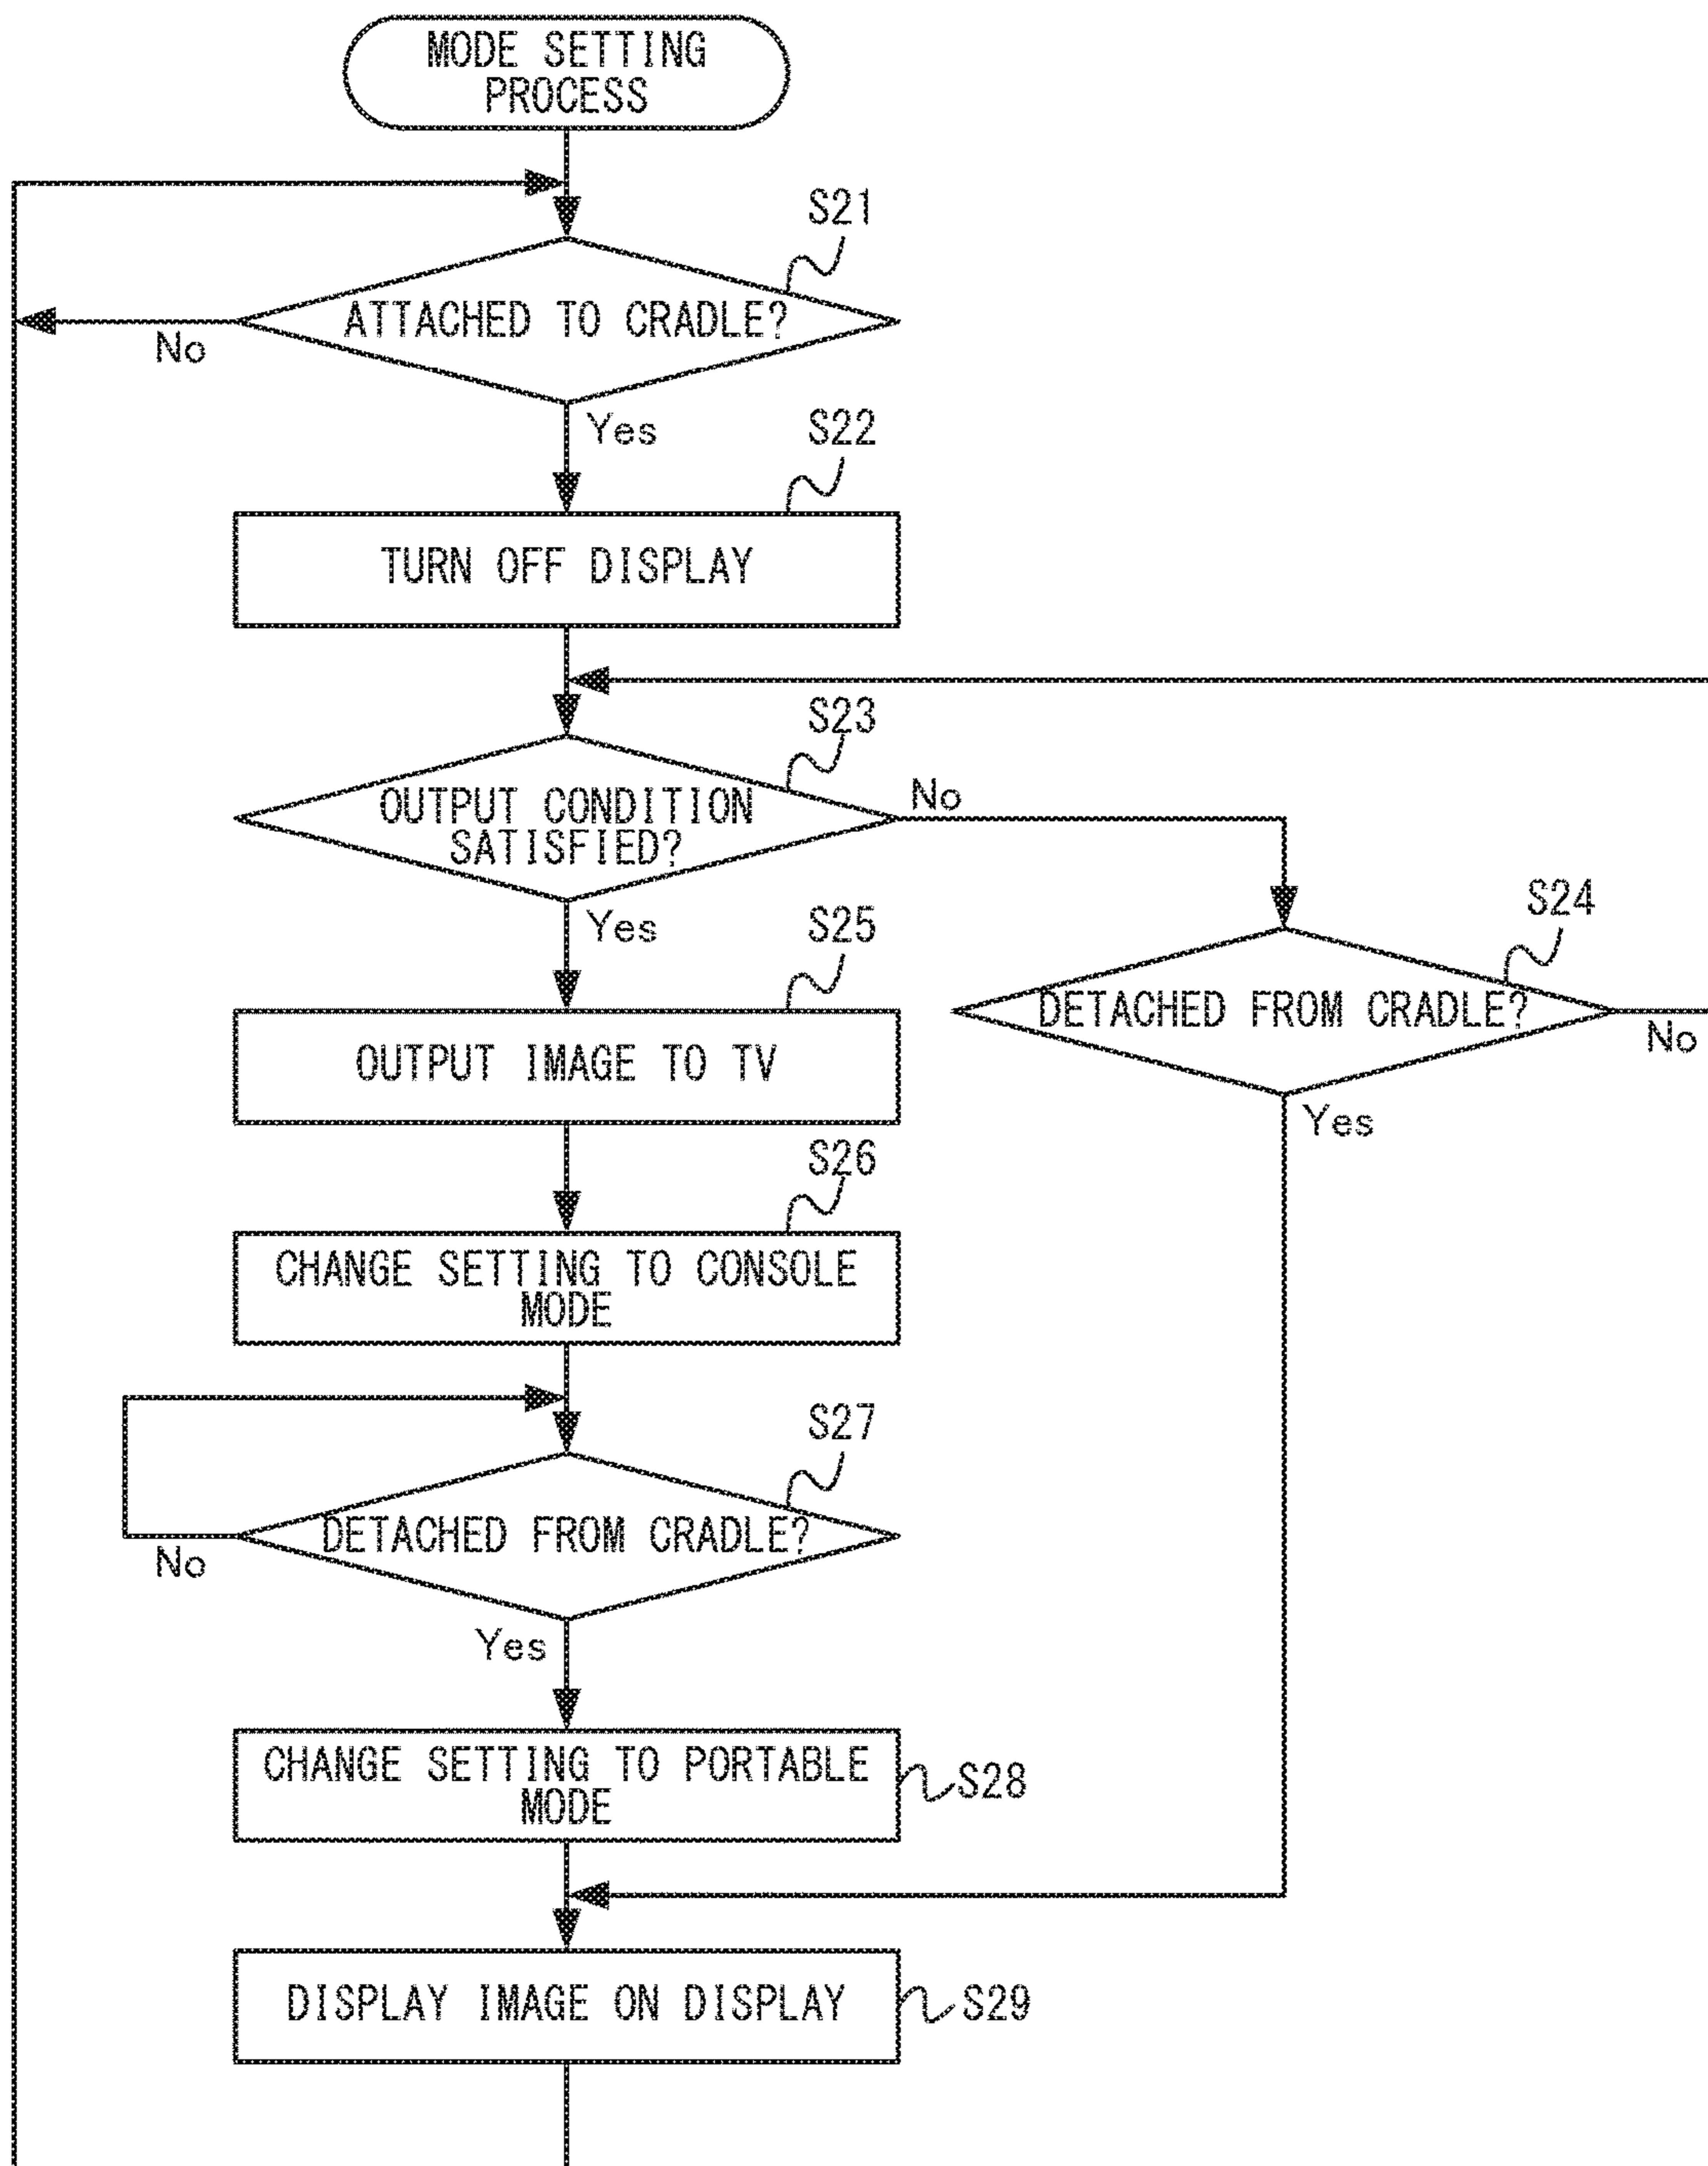 MODE SETTING
PROCESS
S21
ATTACHED TO CRADLE?
No
Yes
S22
TURN OFF DISPLAY
S23
OUTPUT CONDITION
SATISFIED?
No
Yes
S24
DETACHED FROM CRADLE?
No
Yes
S25
OUTPUT IMAGE TO TV
S26
CHANGE SETTING TO CONSOLE
MODE
S27
DETACHED FROM CRADLE?
No
Yes
CHANGE SETTING TO PORTABLE
MODE
S28
DISPLAY IMAGE ON DISPLAY
S29